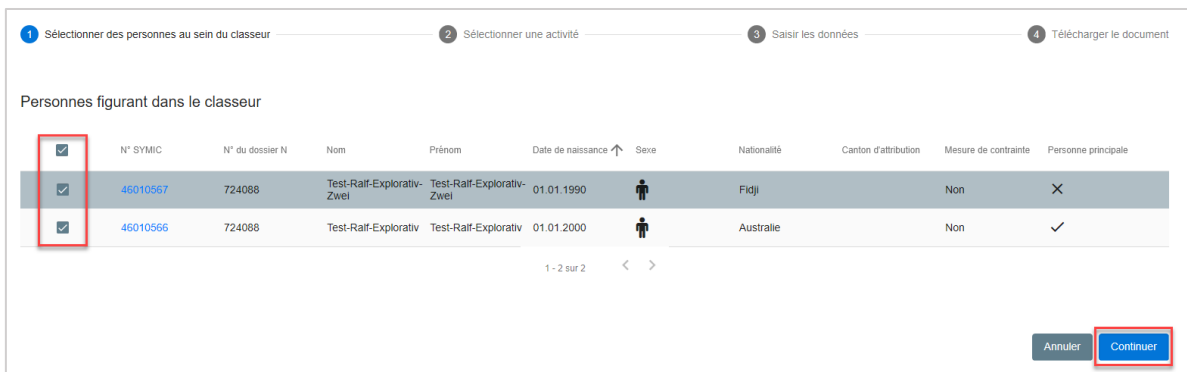 1 Sélectionner des personnes au sein du classeur 2 Sélectionner une activité 3 Saisir les données 4 Télécharger le document
Personnes figurant dans le classeur
N° SYMIC N° du dossier N Nom Prénom Date de naissance Sexe Nationalité Canton d'attribution Mesure de contrainte Personne principale
46010567 724088 Test-Ralf-Explorativ-Zwei Test-Ralf-Explorativ-Zwei 01.01.1990 Fidji Non
46010566 724088 Test-Ralf-Explorativ Test-Ralf-Explorativ 01.01.2000 Australie Non
1 - 2 sur 2
Annuler Continuer